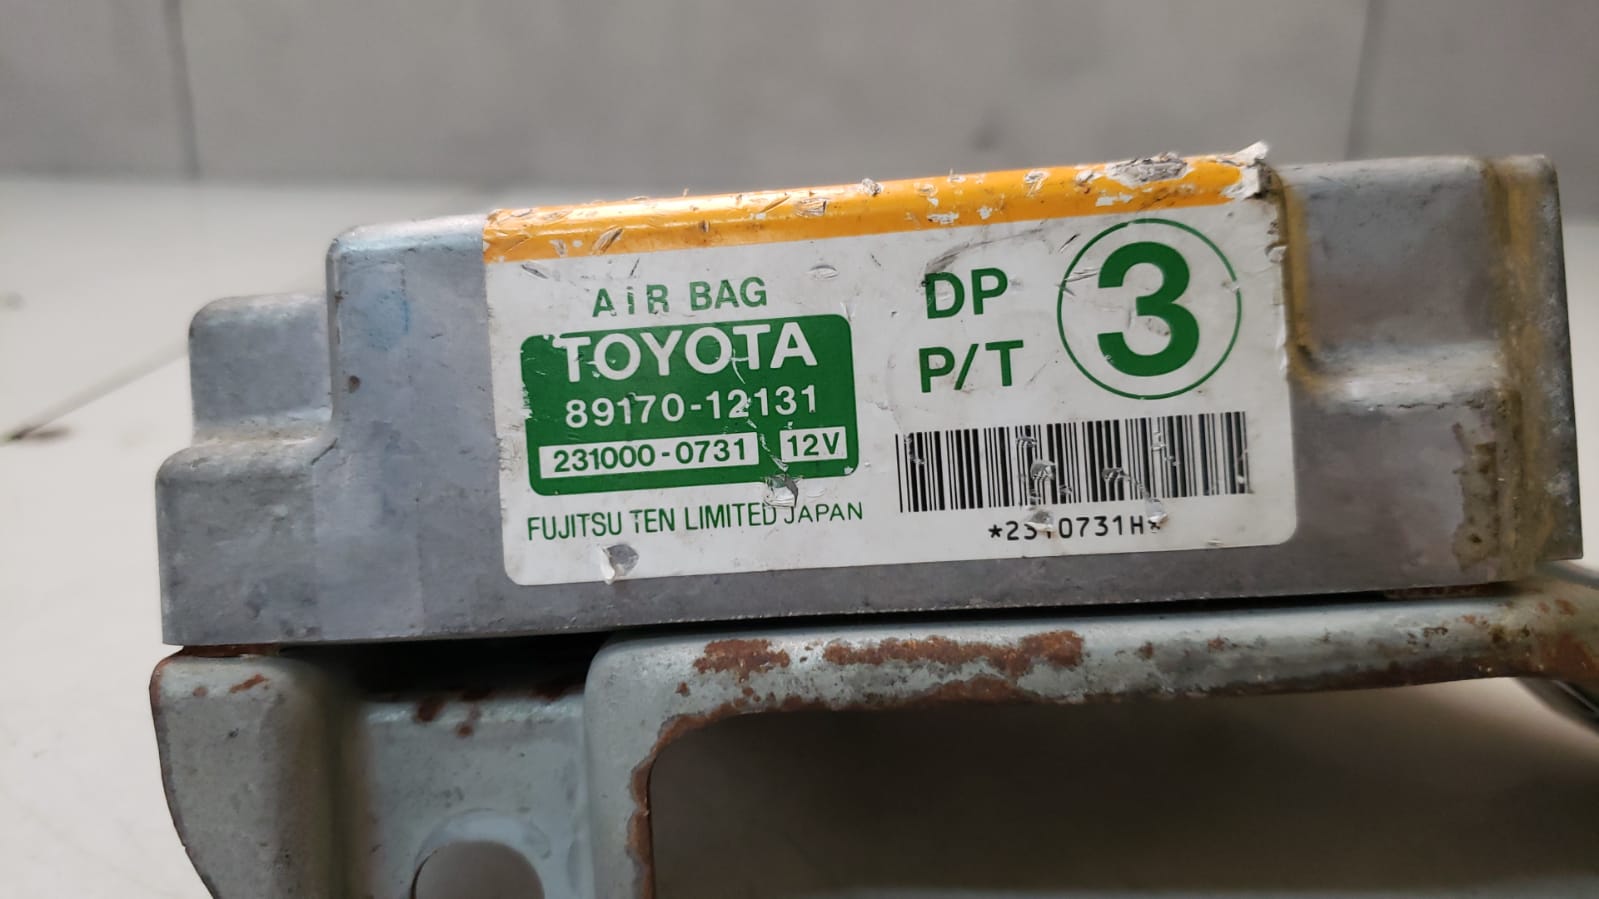 AIR BAG
TOYOTA
89170-12131
231000-0731 12V
FUJITSU TEN LIMITED JAPAN
DP
P/T
3